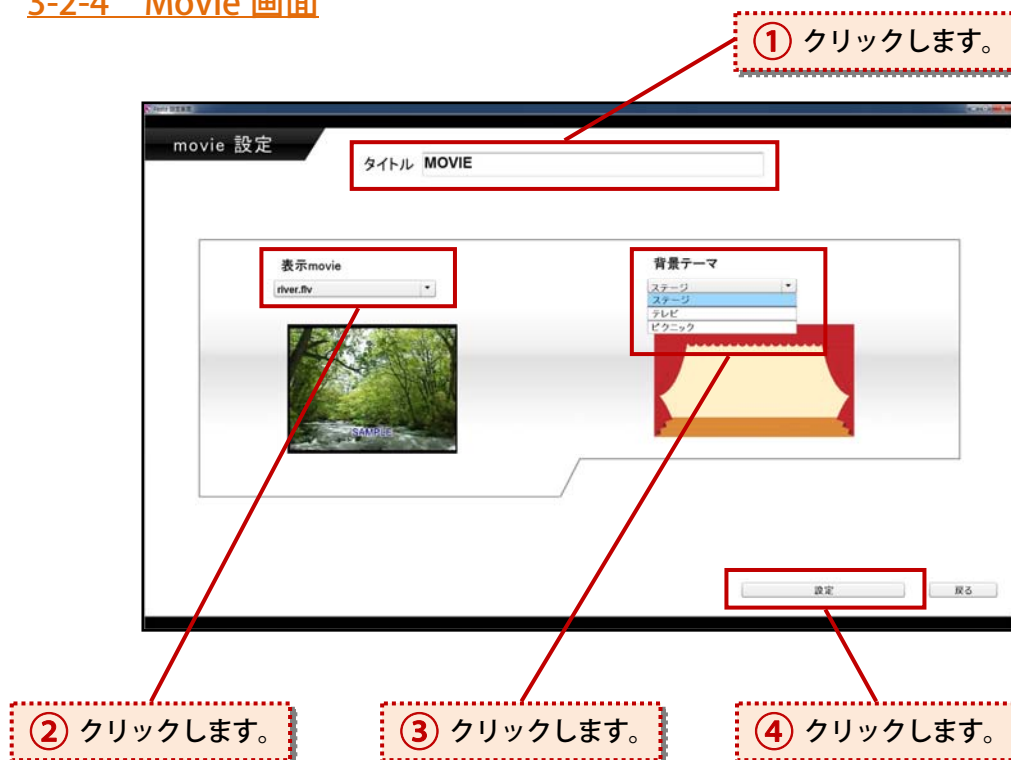 3-2-4 Movie 画面
① クリックします。
movie 設定
タイトル MOVIE
表示movie
river.flv
背景テーマ
ステージ
ステージ
テレビ
ピクニック
SAMPLE
設定
戻る
② クリックします。
③ クリックします。
④ クリックします。